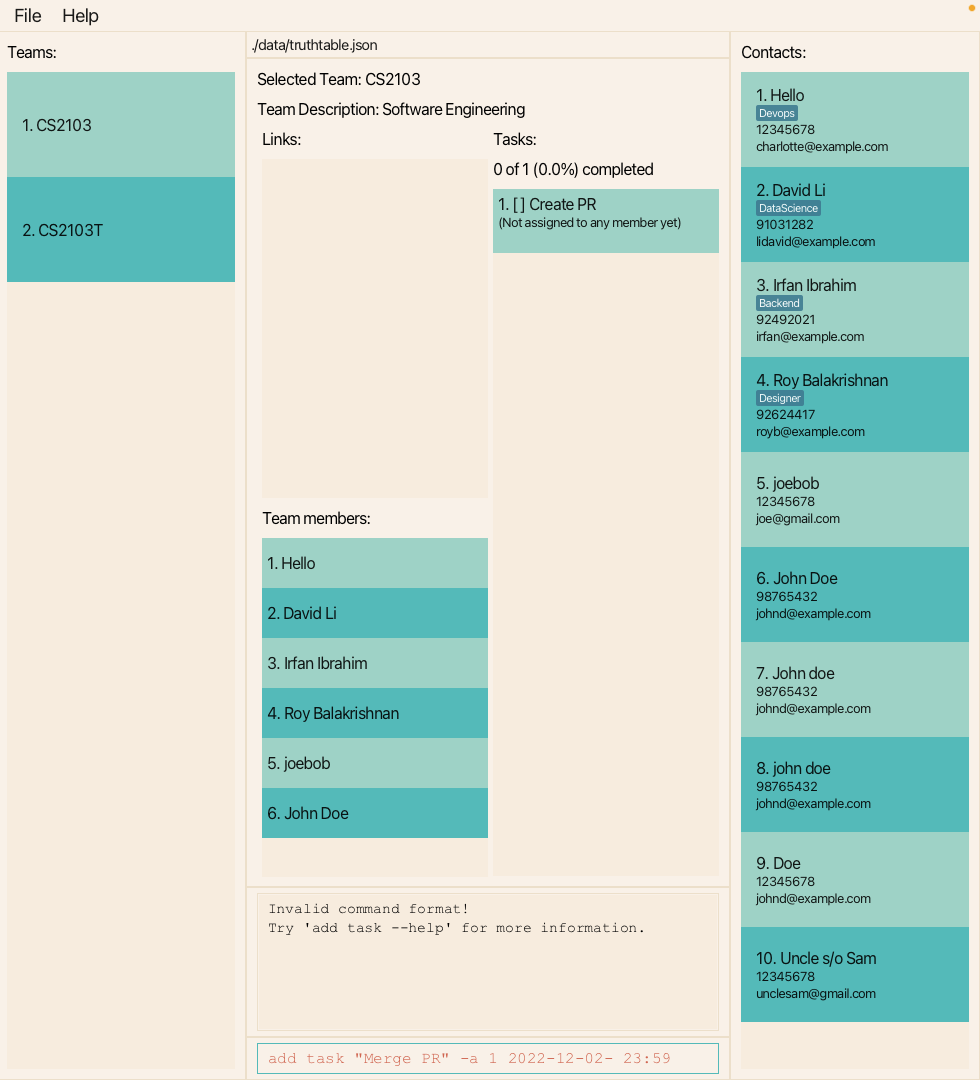 File Help
Teams:
1. CS2103
2. CS2103T
./data/truthtable.json
Selected Team: CS2103
Team Description: Software Engineering
Links:
Tasks:
0 of 1 (0.0%) completed
1. [ ] Create PR
(Not assigned to any member yet)
Team members:
1. Hello
2. David Li
3. Irfan Ibrahim
4. Roy Balakrishnan
5. joebob
6. John Doe
Invalid command format!
Try 'add task --help' for more information.
add task "Merge PR" -a 1 2022-12-02- 23:59
Contacts:
1. Hello
Devops
12345678
charlotte@example.com
2. David Li
DataScience
91031282
lidavid@example.com
3. Irfan Ibrahim
Backend
92492021
irfan@example.com
4. Roy Balakrishnan
Designer
92624417
royb@example.com
5. joebob
12345678
joe@gmail.com
6. John Doe
98765432
johnd@example.com
7. John doe
98765432
johnd@example.com
8. john doe
98765432
johnd@example.com
9. Doe
12345678
johnd@example.com
10. Uncle s/o Sam
12345678
unclesam@gmail.com